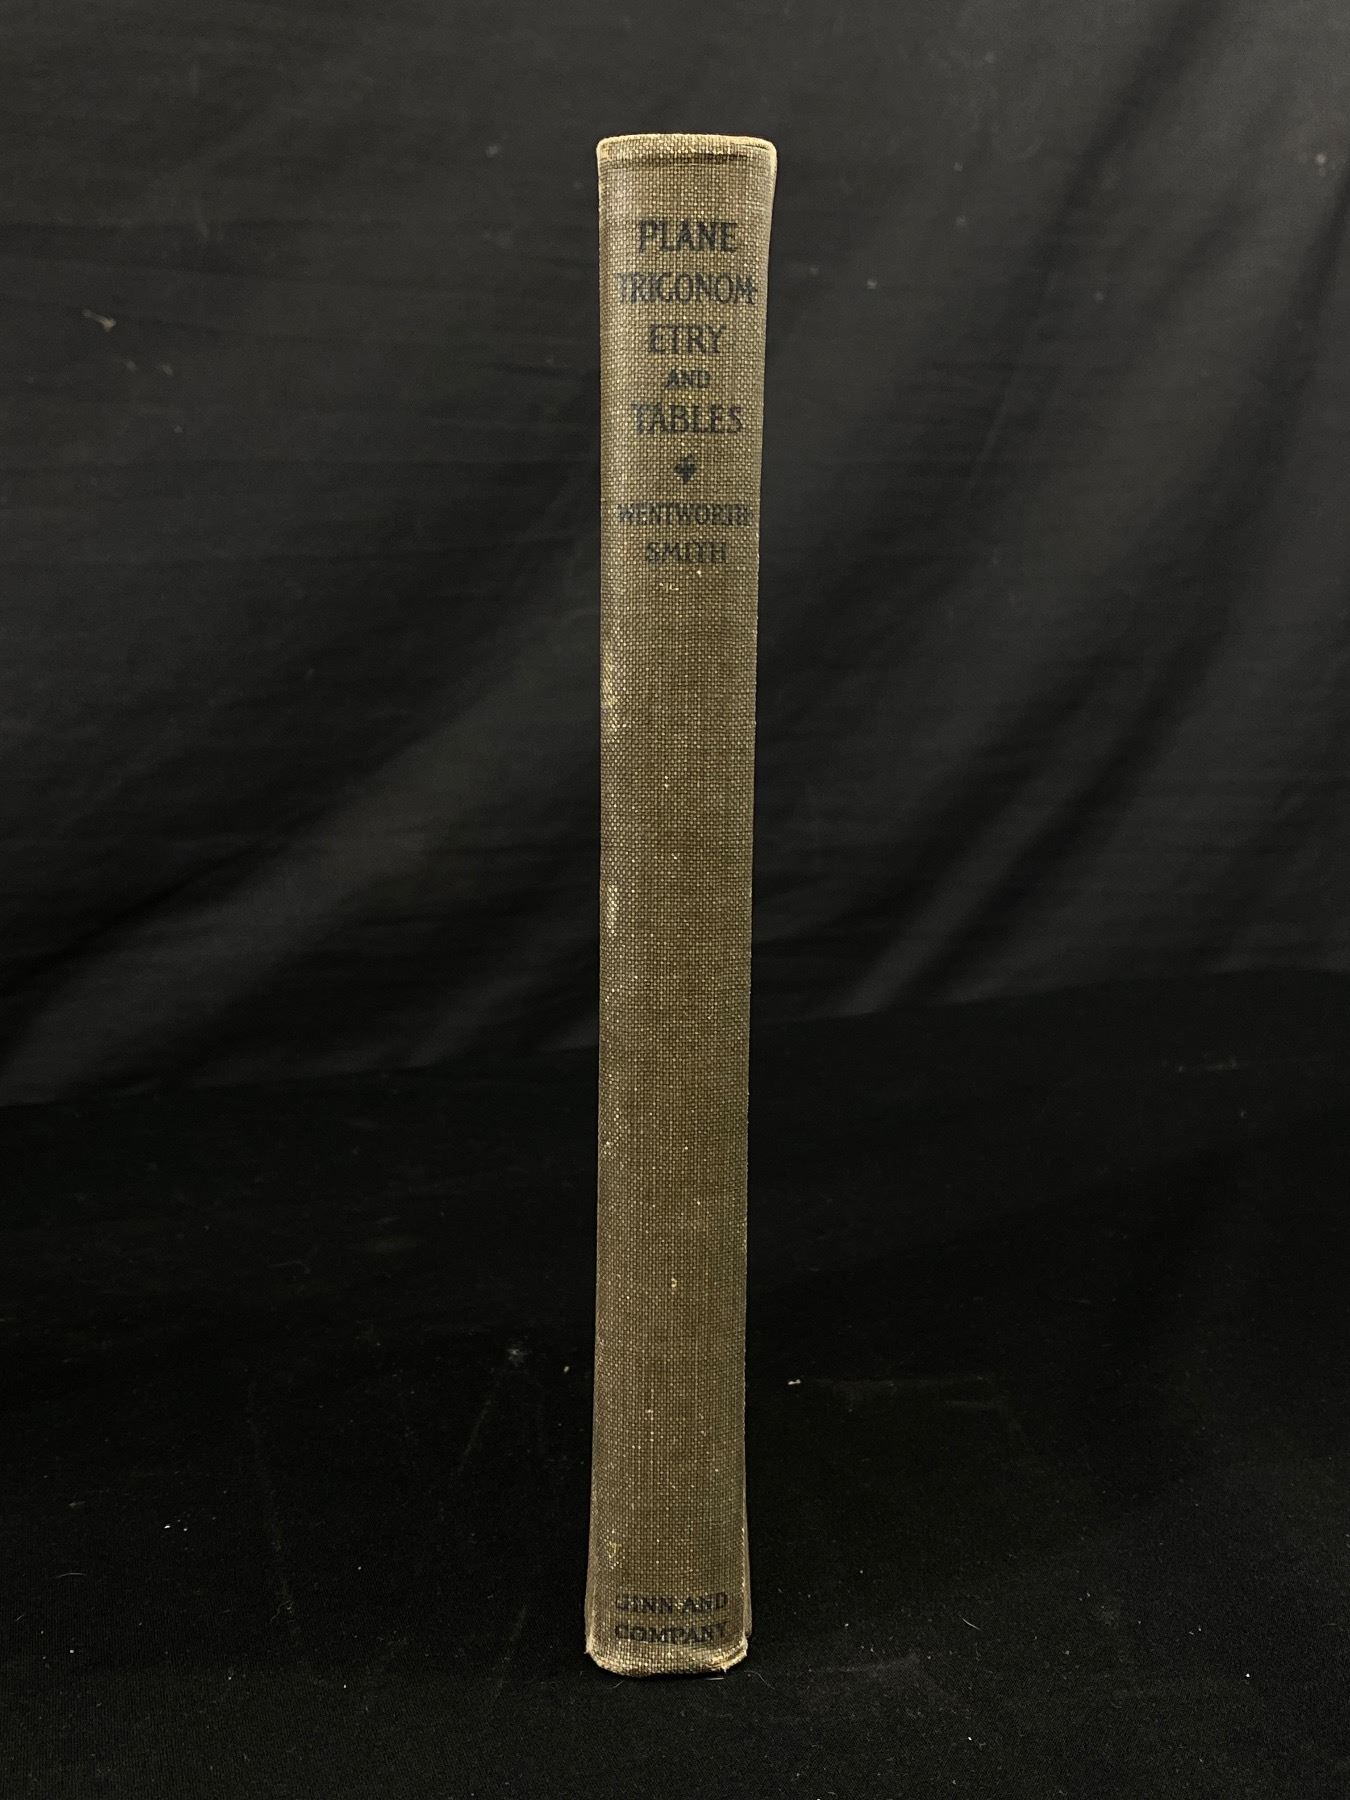 PLANE
TRIGONOM-
ETRY
AND
TABLES
WENTWORTH-
SMITH
GINN AND
COMPANY